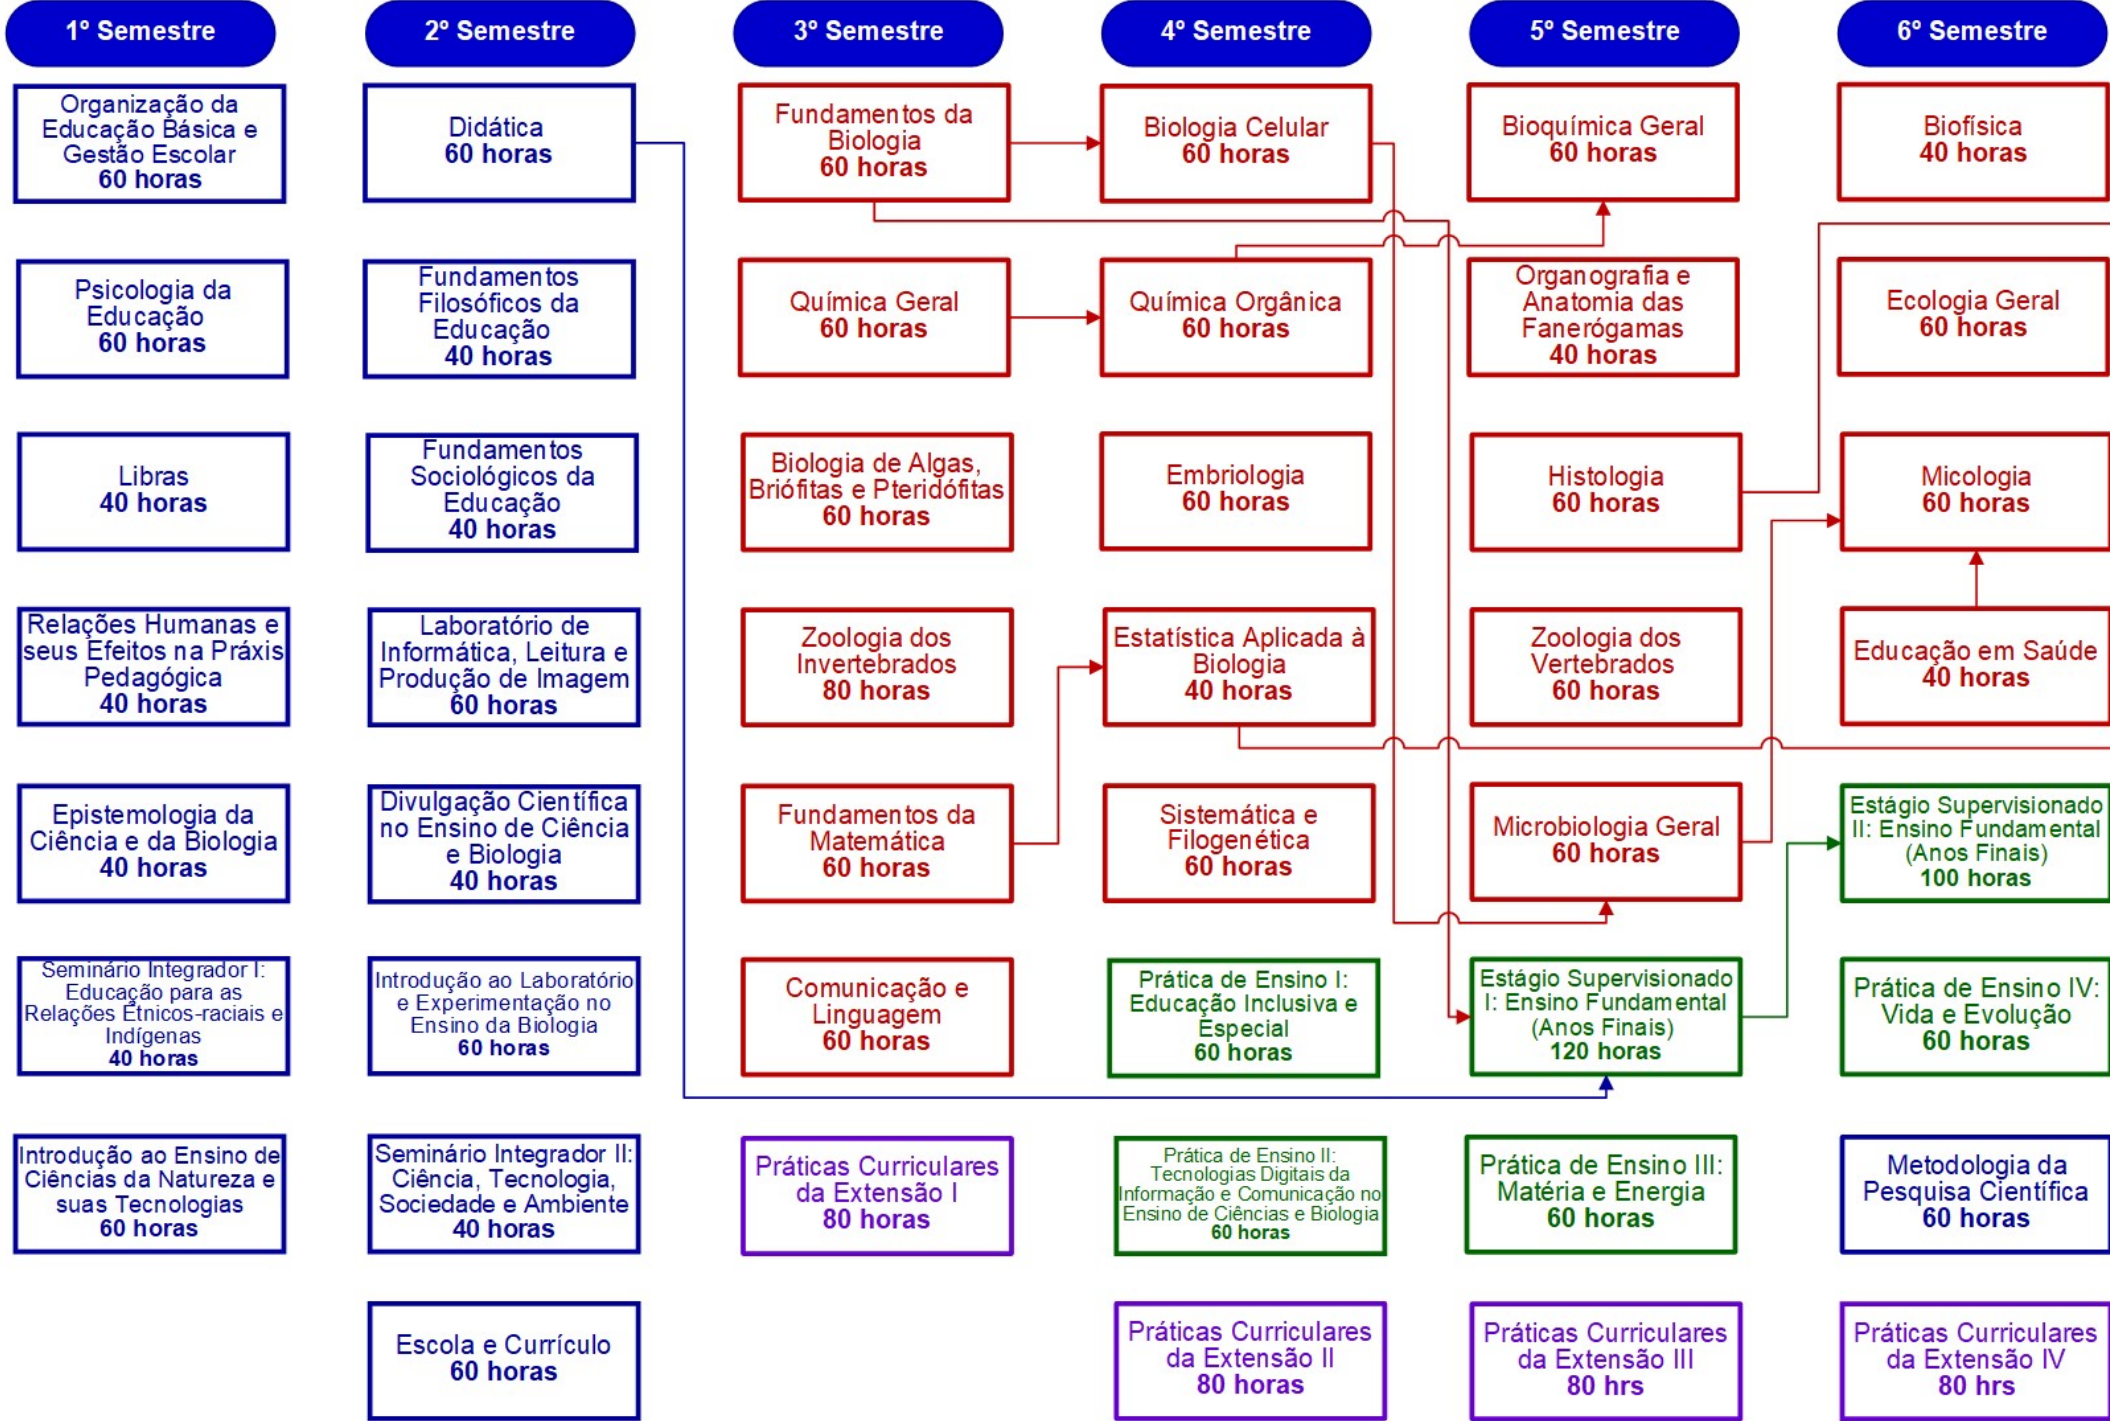 1º Semestre
2º Semestre
3º Semestre
4º Semestre
5º Semestre
6º Semestre
Organização da
Educação Básica e
Gestão Escolar
60 horas
Didática
60 horas
Fundamentos da
Biologia
60 horas
Biologia Celular
60 horas
Bioquímica Geral
60 horas
Biofísica
40 horas
Psicologia da
Educação
60 horas
Fundamentos
Filosóficos da
Educação
40 horas
Química Geral
60 horas
Química Orgânica
60 horas
Organografia e
Anatomia das
Fanerógamas
40 horas
Ecologia Geral
60 horas
Libras
40 horas
Fundamentos
Sociológicos da
Educação
40 horas
Biologia de Algas,
Briófitas e Pteridófitas
60 horas
Embriologia
60 horas
Histologia
60 horas
Micologia
60 horas
Relações Humanas e
seus Efeitos na Práxis
Pedagógica
40 horas
Laboratório de
Informática, Leitura e
Produção de Imagem
60 horas
Zoologia dos
Invertebrados
80 horas
Estatística Aplicada à
Biologia
40 horas
Zoologia dos
Vertebrados
60 horas
Educação em Saúde
40 horas
Epistemologia da
Ciência e da Biologia
40 horas
Divulgação Científica
no Ensino de Ciência
e Biologia
40 horas
Fundamentos da
Matemática
60 horas
Sistemática e
Filogenética
60 horas
Microbiologia Geral
60 horas
Estágio Supervisionado
II: Ensino Fundamental
(Anos Finais)
100 horas
Seminário Integrador I:
Educação para as
Relações Étnicos-raciais e
Indígenas
40 horas
Introdução ao Laboratório
e Experimentação no
Ensino da Biologia
60 horas
Comunicação e
Linguagem
60 horas
Prática de Ensino I:
Educação Inclusiva e
Especial
60 horas
Estágio Supervisionado
I: Ensino Fundamental
(Anos Finais)
120 horas
Prática de Ensino IV:
Vida e Evolução
60 horas
Introdução ao Ensino de
Ciências da Natureza e
suas Tecnologias
60 horas
Seminário Integrador II:
Ciência, Tecnologia,
Sociedade e Ambiente
40 horas
Práticas Curriculares
da Extensão I
80 horas
Prática de Ensino II:
Tecnologias Digitais da
Informação e Comunicação no
Ensino de Ciências e Biologia
60 horas
Prática de Ensino III:
Matéria e Energia
60 horas
Metodologia da
Pesquisa Científica
60 horas
Escola e Currículo
60 horas
Práticas Curriculares
da Extensão II
80 horas
Práticas Curriculares
da Extensão III
80 hrs
Práticas Curriculares
da Extensão IV
80 hrs